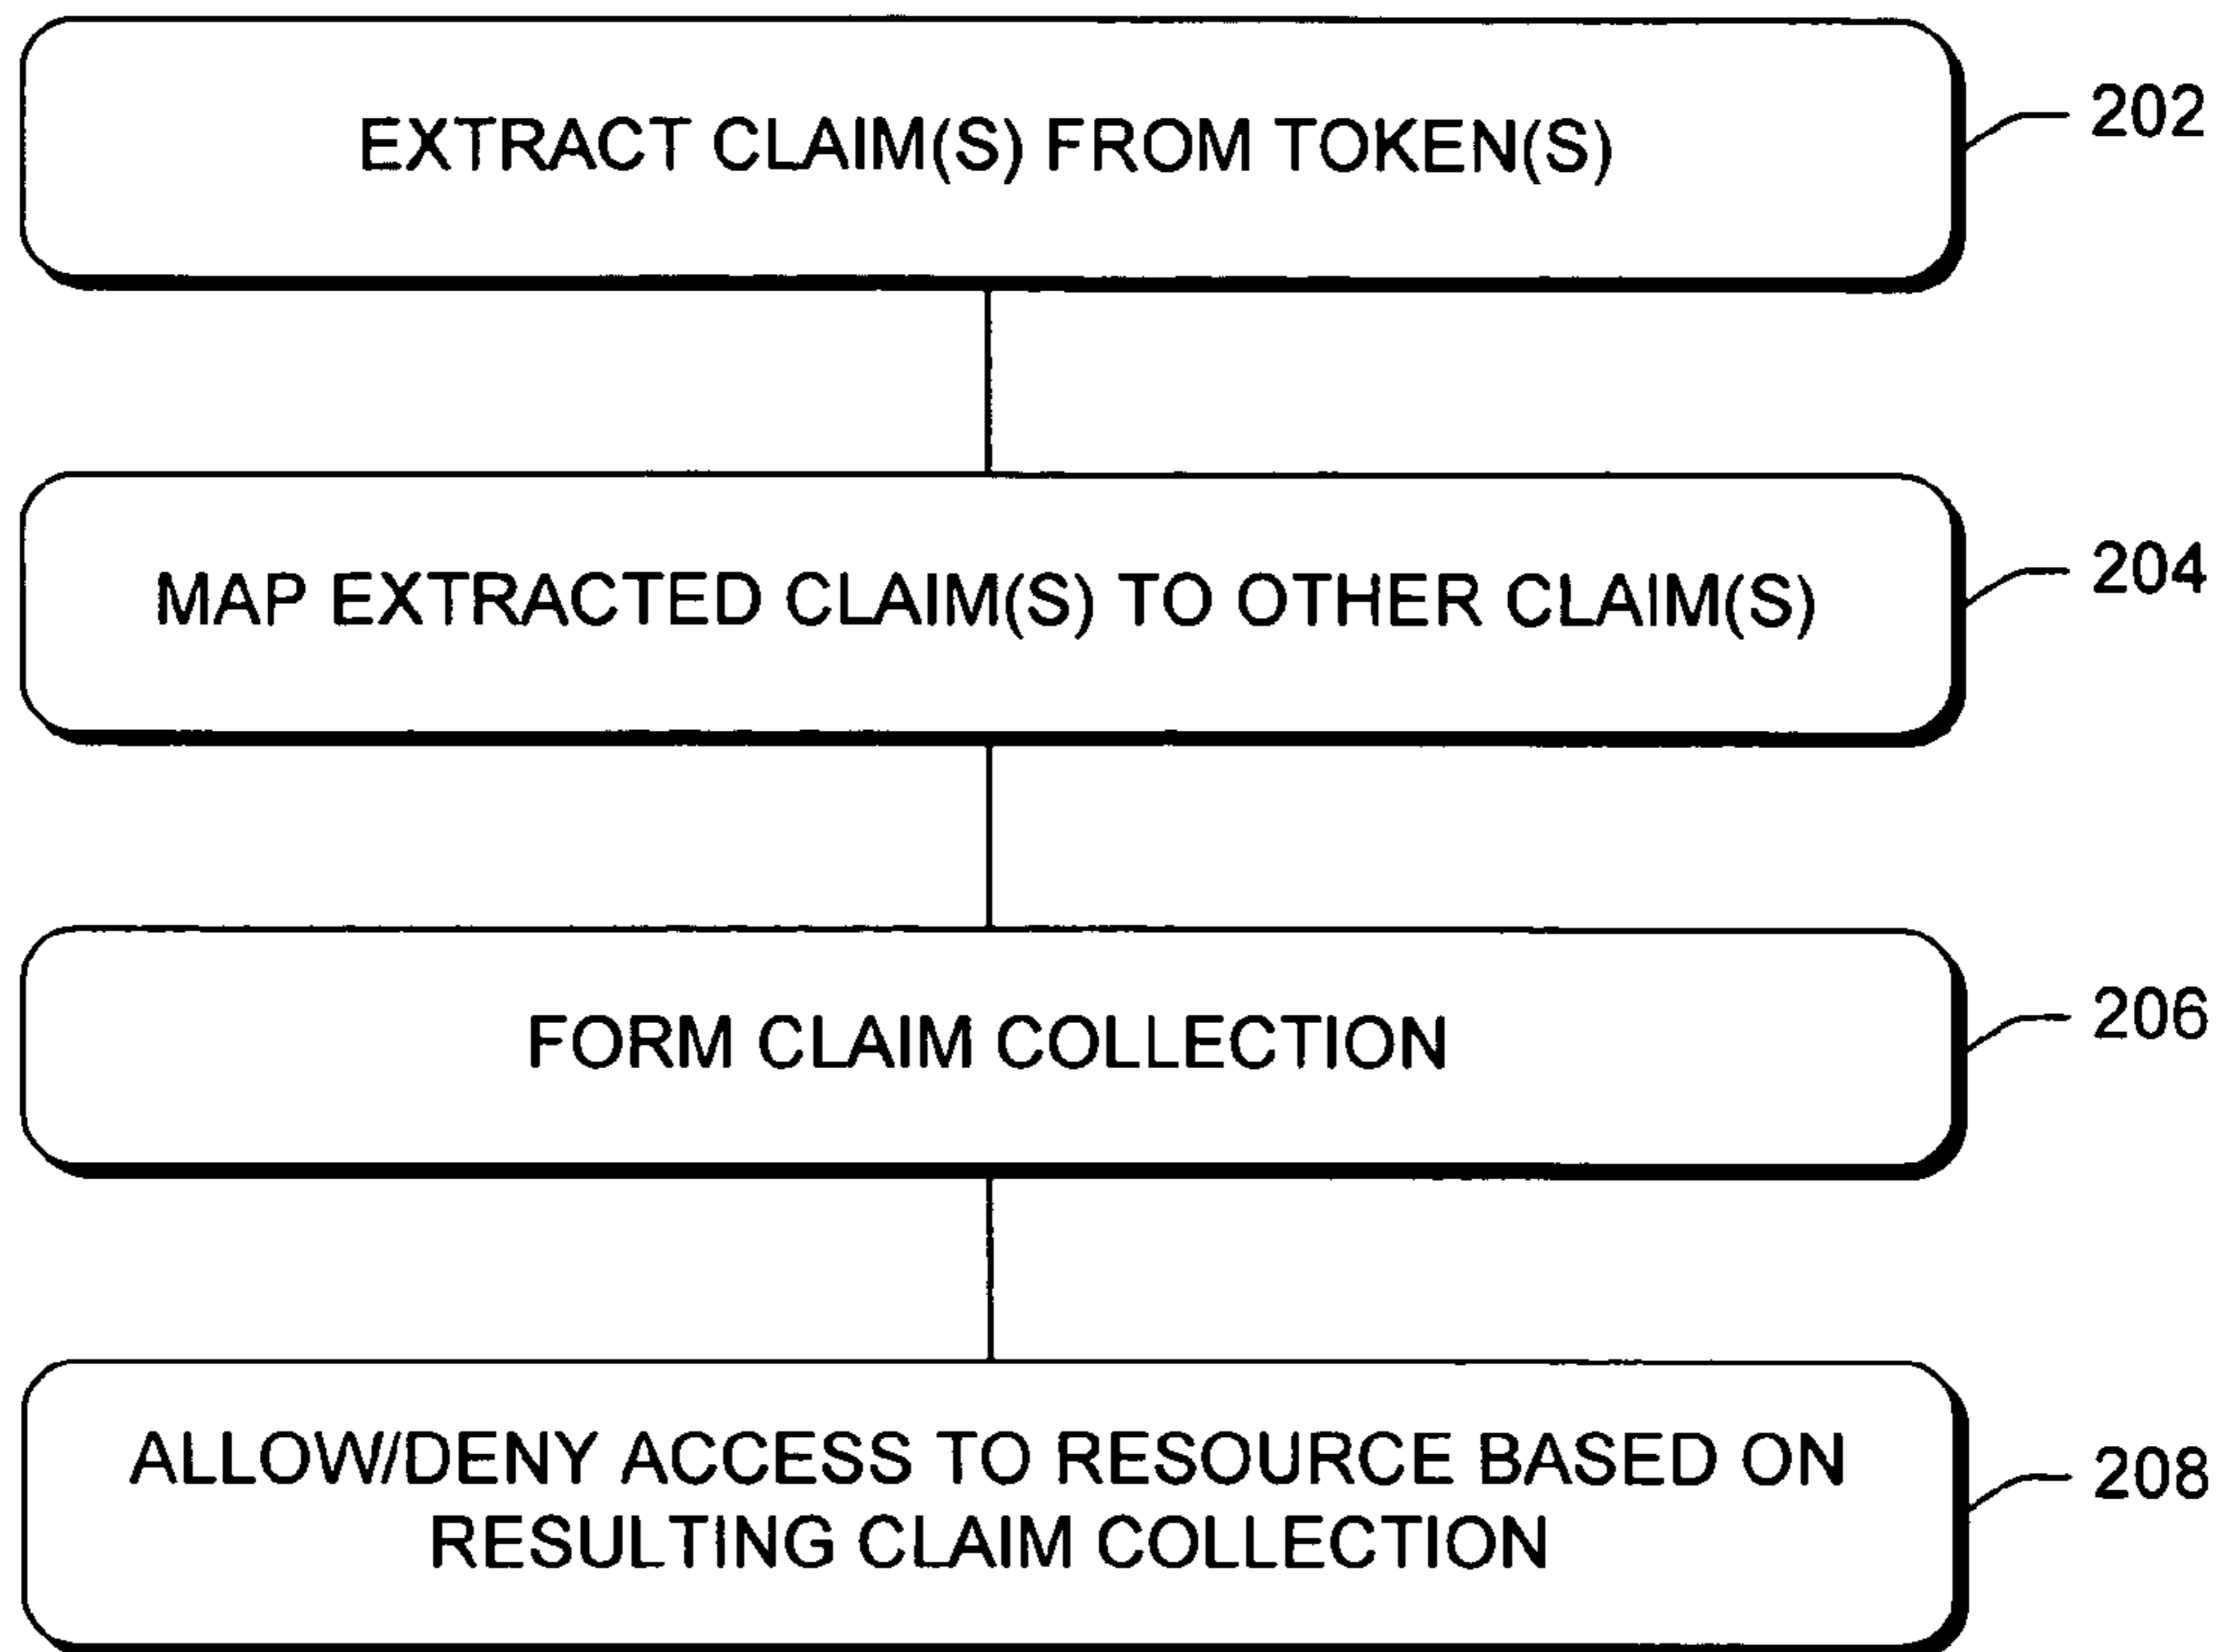 EXTRACT CLAIM(S) FROM TOKEN(S)
202
MAP EXTRACTED CLAIM(S) TO OTHER CLAIM(S)
204
FORM CLAIM COLLECTION
206
ALLOW/DENY ACCESS TO RESOURCE BASED ON
RESULTING CLAIM COLLECTION
208